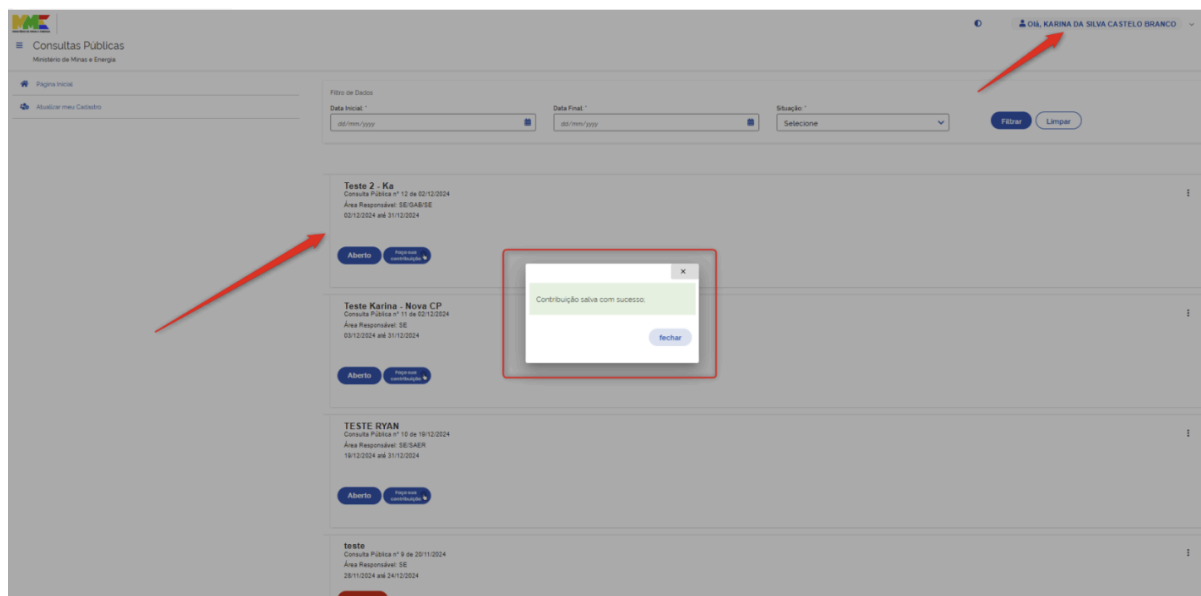 MME
Olá, KARINA DA SILVA CASTELO BRANCO
Consultas Públicas
Ministério de Minas e Energia
Página Inicial
Atualizar meu Cadastro
Filtro de Dados
Data Inicial: *
Data Final: *
Situação: *
dd/mm/yyyy
dd/mm/yyyy
Selecione
Filtrar
Limpar
Teste 2 - Ka
Consulta Pública n° 12 de 02/12/2024
Área Responsável: SE/GAB/SE
02/12/2024 até 31/12/2024
Aberto
Faça sua
contribuição
×
Contribuição salva com sucesso.
fechar
Teste Karina - Nova CP
Consulta Pública n° 11 de 02/12/2024
Área Responsável: SE
03/12/2024 até 31/12/2024
Aberto
Faça sua
contribuição
TESTE RYAN
Consulta Pública n° 10 de 19/12/2024
Área Responsável: SE/SAER
19/12/2024 até 31/12/2024
Aberto
Faça sua
contribuição
teste
Consulta Pública n° 9 de 20/11/2024
Área Responsável: SE
28/11/2024 até 24/12/2024